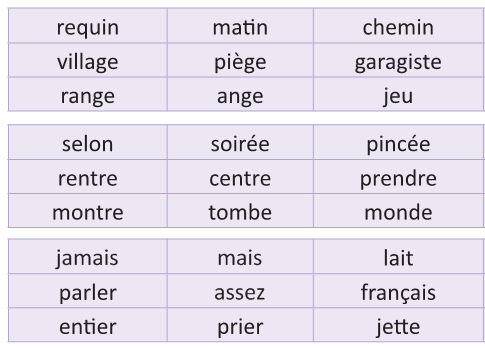 requin matin chemin
village piège garagiste
range ange jeu
selon soirée pincée
rentre centre prendre
montre tombe monde
jamais mais lait
parler assez français
entier prier jette